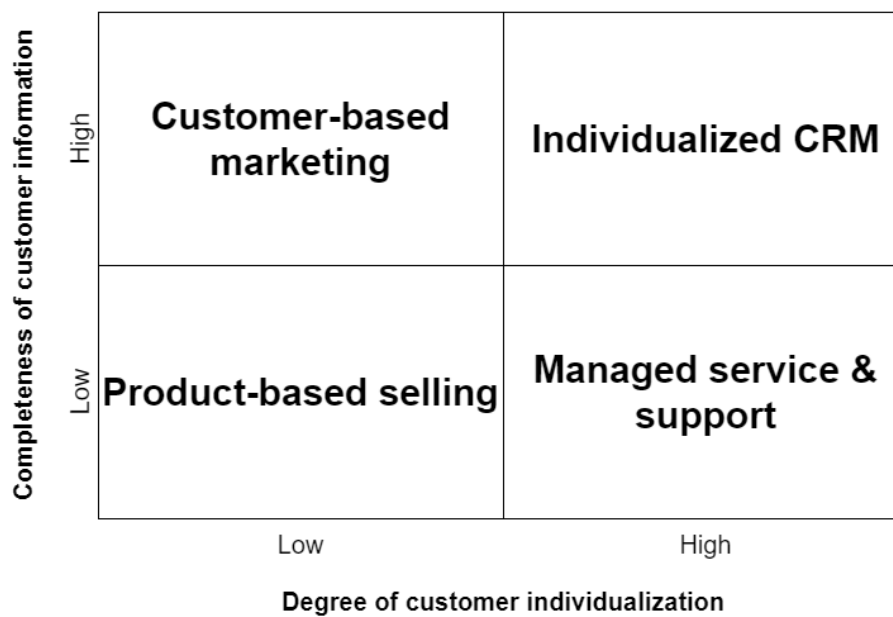 Completeness of customer information
High
Customer-based
marketing
Individualized CRM
Low
Product-based selling
Managed service &
support
Low
High
Degree of customer individualization